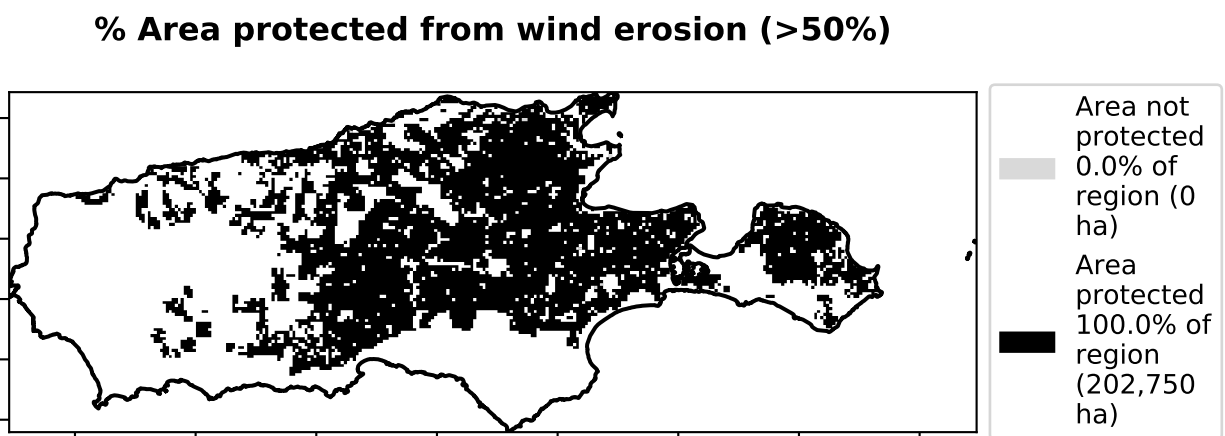 % Area protected from wind erosion (>50%)
Area not
protected
0.0% of
region (0
ha)
Area
protected
100.0% of
region
(202,750
ha)